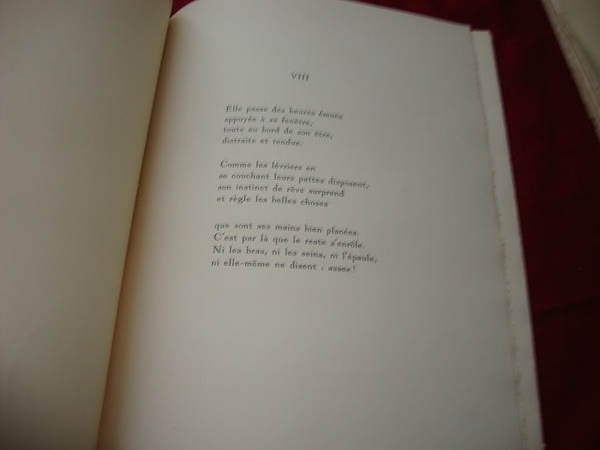 VIII
Elle passe des heures émues
appuyée à sa fenêtre,
toute au bord de son être,
distraite et tendue.
Comme les lévriers en
se couchant leurs pattes disposent,
son instinct de rêve surprend
et règle les belles choses
que sont ses mains bien placées.
C'est par là que le reste s'enrôle.
Ni les bras, ni les seins, ni l'épaule,
ni elle-même ne disent : assez !